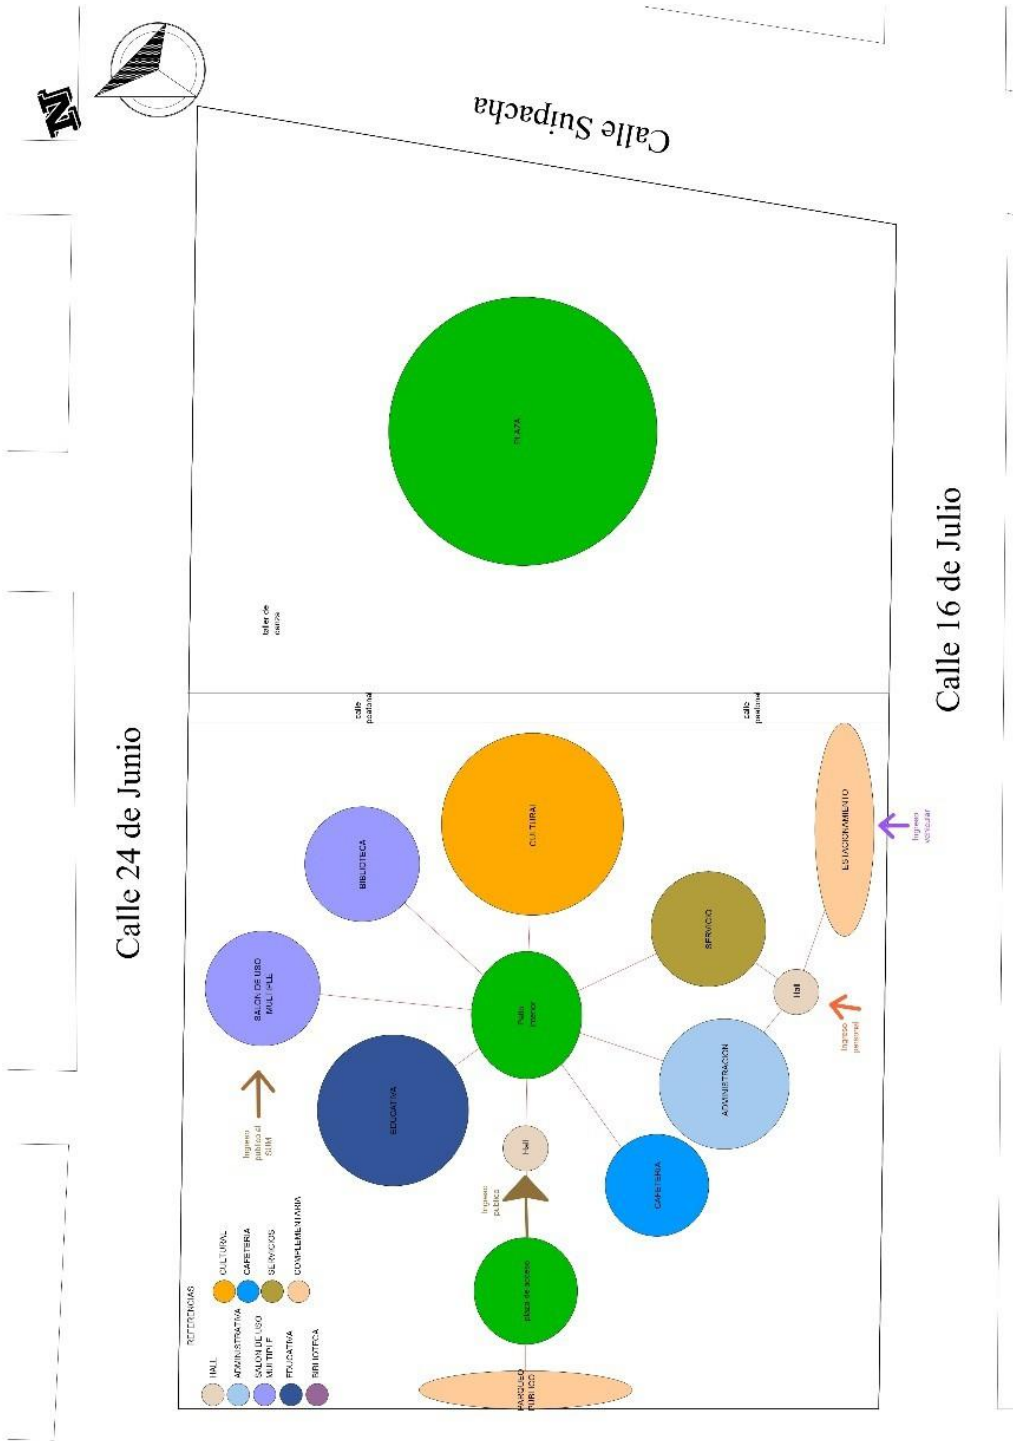 N
Calle Suipacha
PLAZA
taller de
danza
Calle 24 de Junio
Calle 16 de Julio
calle
peatonal
calle
peatonal
BIBLIOTECA
CULTURAL
ESTACIONAMIENTO
Ingreso
vehicular
SALON DE USO
MULTIPLE
SERVICIO
Patio
interior
Hall
Ingreso
personal
EDUCATIVA
ADMINISTRACION
Ingreso
publico al
SUM
Hall
CAFETERIA
Ingreso
publico
plaza de acceso
PARQUEO
PUBLICO
REFERENCIAS
HALL
ADMINISTRATIVA
SALON DE USO
MULTIPLE
EDUCATIVA
BIBLIOTECA
CULTURAL
CAFETERIA
SERVICIOS
COMPLEMENTARIA